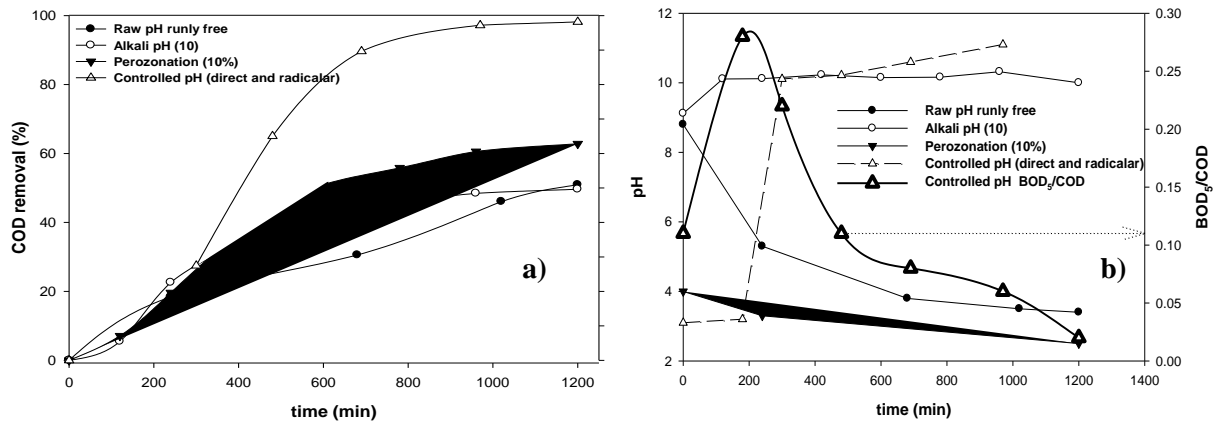 Raw pH runly free
Alkali pH (10)
Perozonation (10%)
Controlled pH (direct and radicalar)
100
80
60
40
20
0
COD removal (%)
a)
0 200 400 600 800 1000 1200
time (min)
12
10
8
6
4
2
pH
Raw pH runly free
Alkali pH (10)
Perozonation (10%)
Controlled pH (direct and radicalar)
Controlled pH BOD5/COD
b)
0.30
0.25
0.20
0.15
0.10
0.05
0.00
BOD5/COD
0 200 400 600 800 1000 1200 1400
time (min)